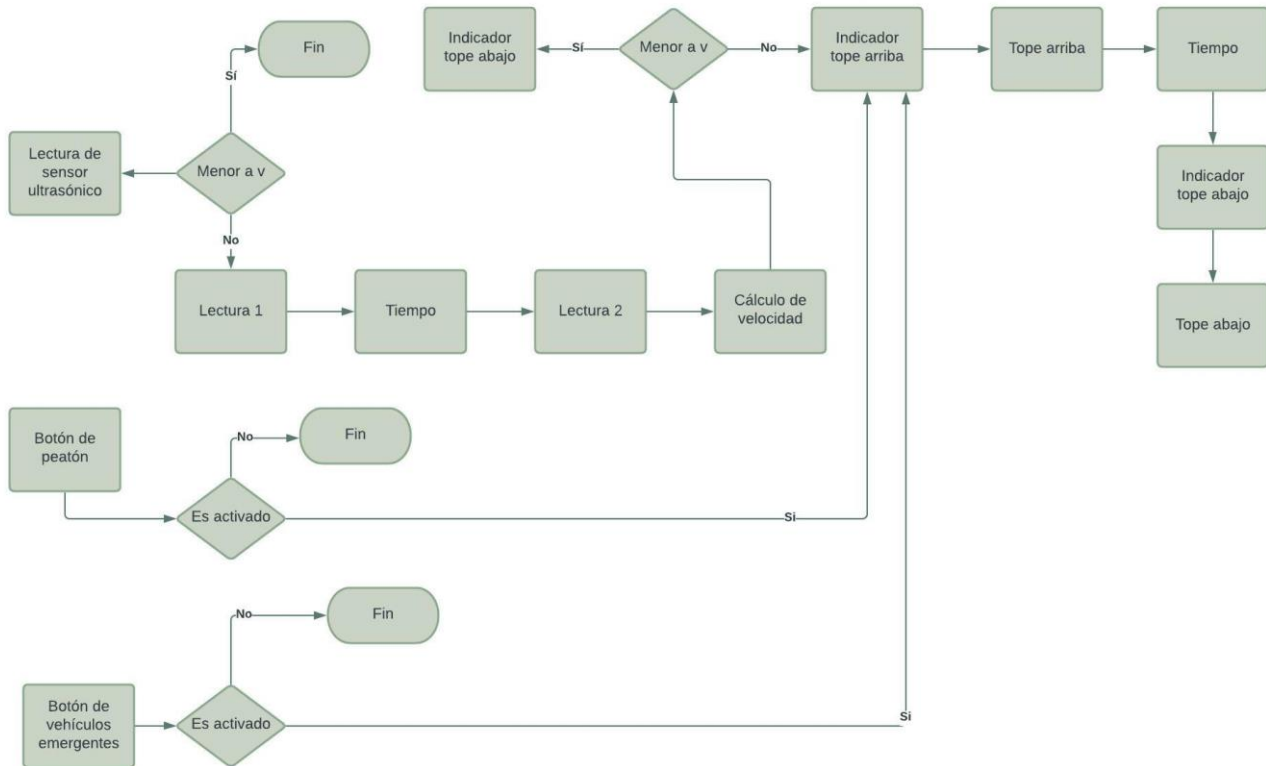 Fin
Sí
Lectura de
sensor
ultrasónico
Menor a v
No
Lectura 1
Tiempo
Lectura 2
Cálculo de
velocidad
Indicador
tope abajo
Sí
Menor a v
No
Indicador
tope arriba
Tope arriba
Tiempo
Indicador
tope abajo
Tope abajo
Botón de
peatón
No
Fin
Es activado
Si
Botón de
vehículos
emergentes
No
Fin
Es activado
Si